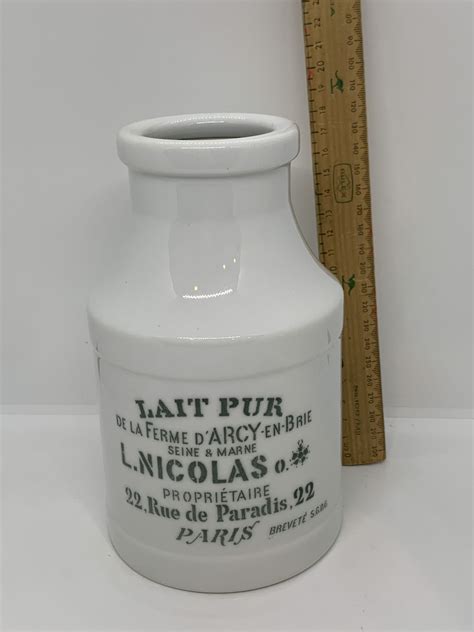 LAIT PUR
DE LA FERME D'ARCY-EN-BRIE
SEINE & MARNE
L.NICOLAS O.
PROPRIÉTAIRE
22, Rue de Paradis, 22
PARIS
BREVETÉ S.G.D.G.